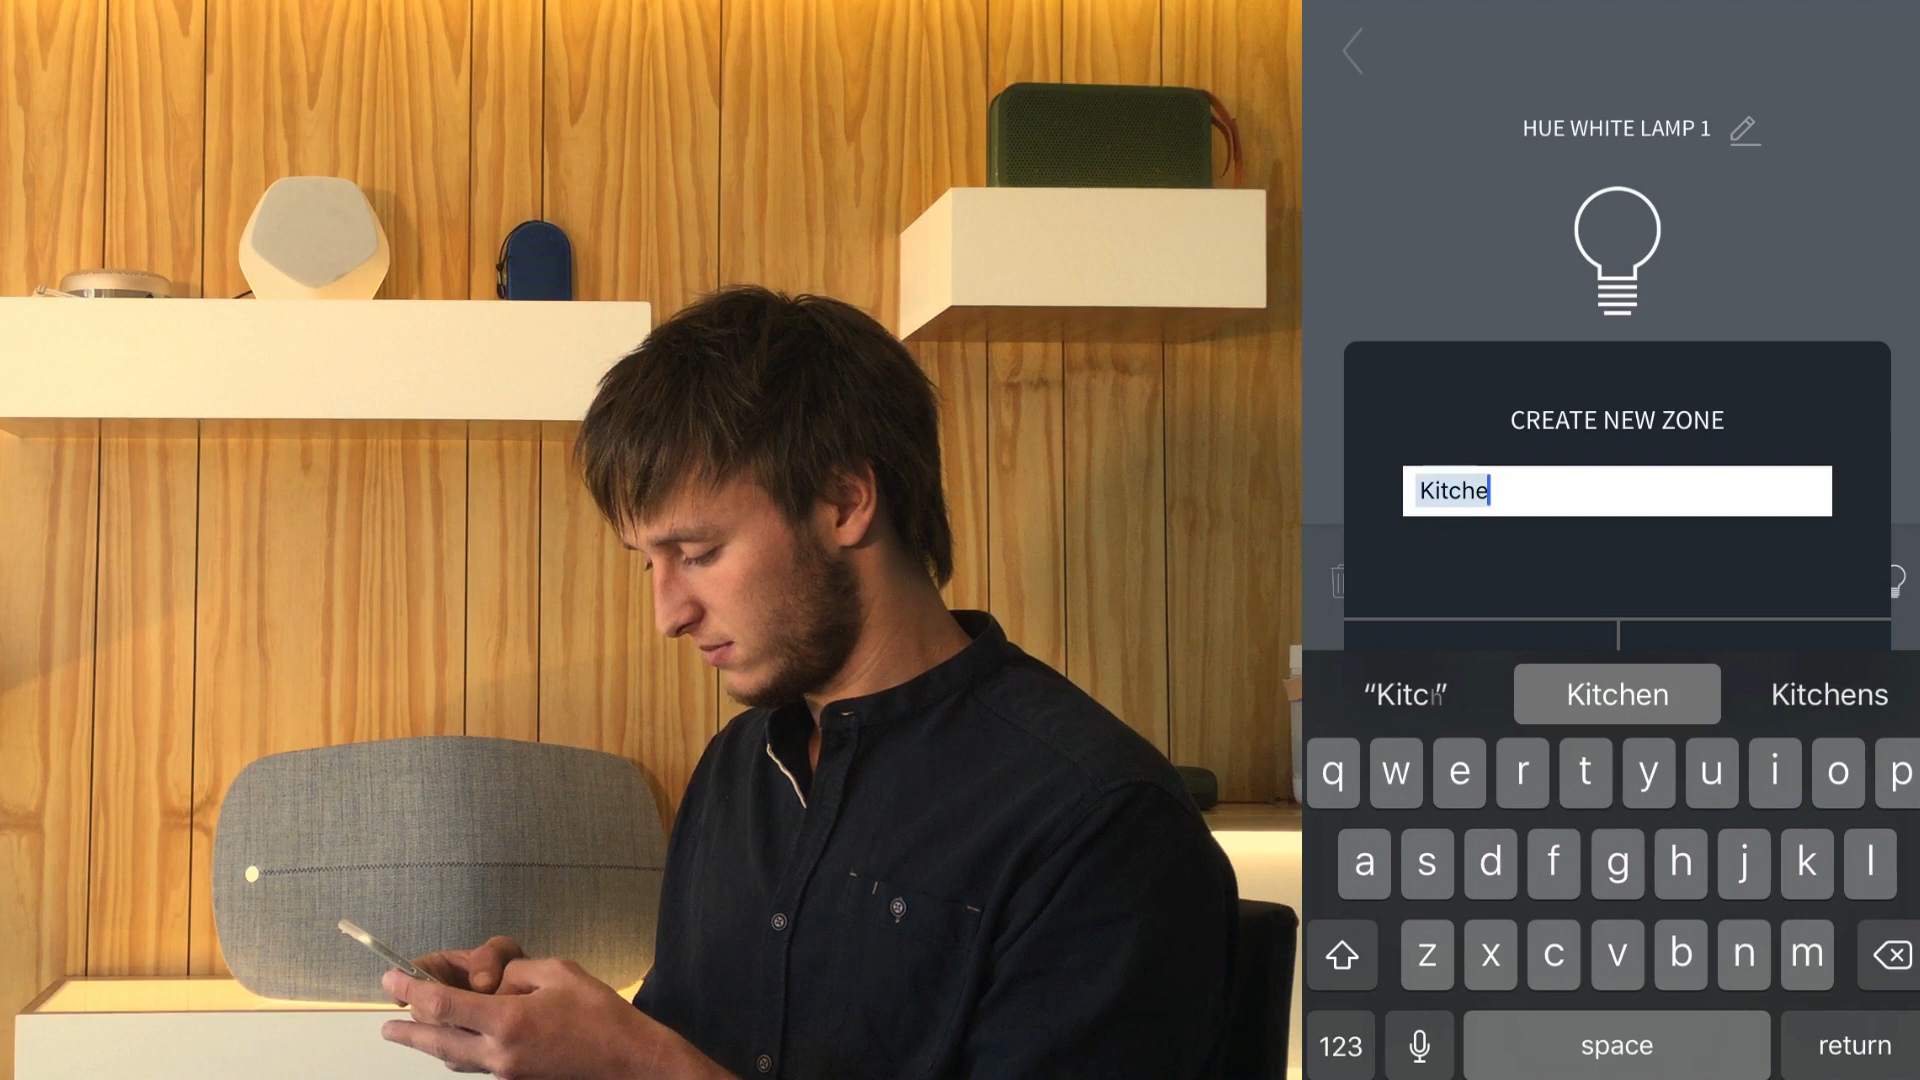 HUE WHITE LAMP 1
CREATE NEW ZONE
Kitche
“Kitch” Kitchen Kitchens
q w e r t y u i o p
a s d f g h j k l
z x c v b n m
123 space return